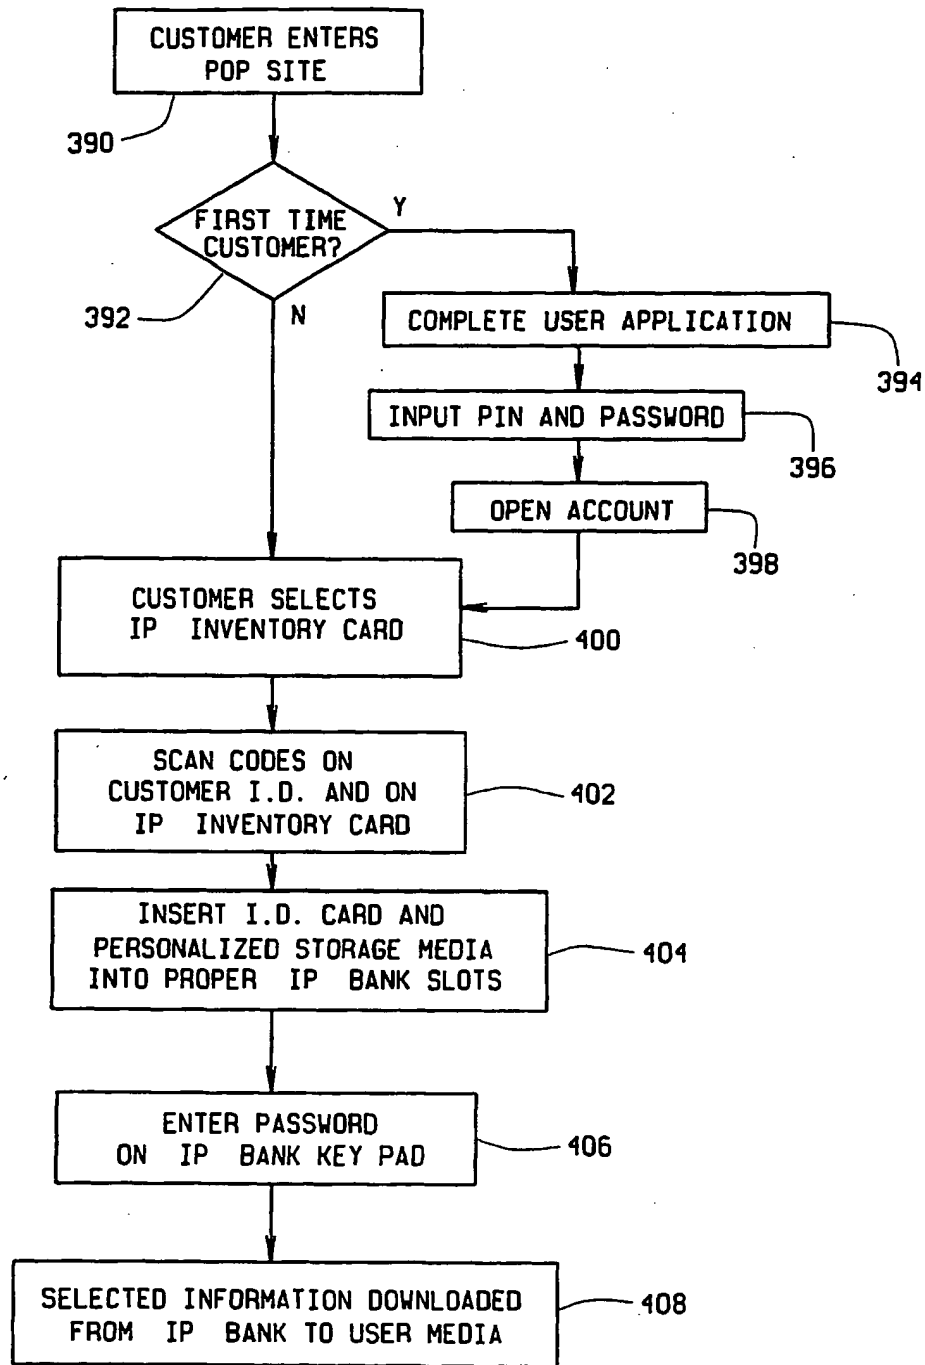 CUSTOMER ENTERS
POP SITE
390
FIRST TIME
CUSTOMER?
Y
392
N
COMPLETE USER APPLICATION
394
INPUT PIN AND PASSWORD
396
OPEN ACCOUNT
398
CUSTOMER SELECTS
IP INVENTORY CARD
400
SCAN CODES ON
CUSTOMER I.D. AND ON
IP INVENTORY CARD
402
INSERT I.D. CARD AND
PERSONALIZED STORAGE MEDIA
INTO PROPER IP BANK SLOTS
404
ENTER PASSWORD
ON IP BANK KEY PAD
406
SELECTED INFORMATION DOWNLOADED
FROM IP BANK TO USER MEDIA
408